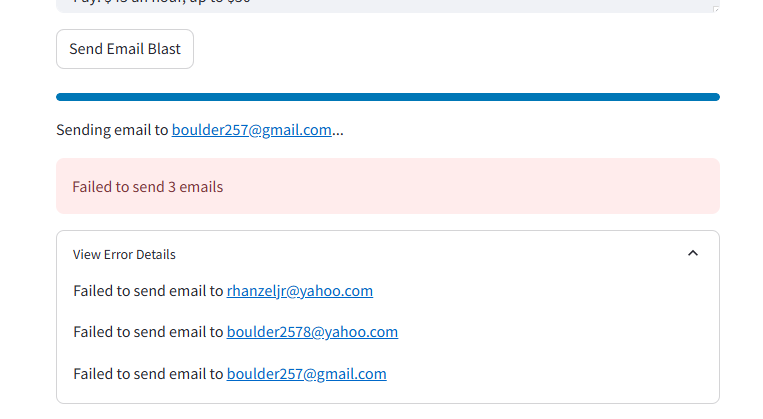 Send Email Blast
Sending email to boulder257@gmail.com...
Failed to send 3 emails
View Error Details
Failed to send email to rhanzeljr@yahoo.com
Failed to send email to boulder2578@yahoo.com
Failed to send email to boulder257@gmail.com